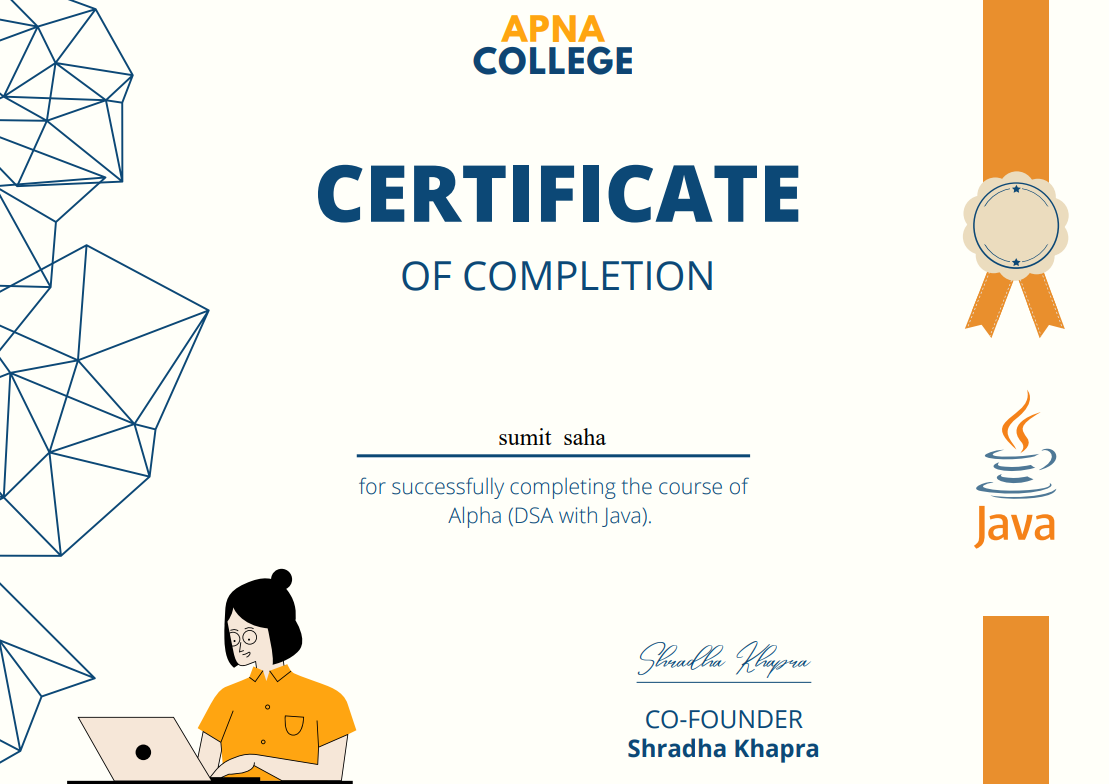 APNA
COLLEGE
CERTIFICATE
OF COMPLETION
sumit saha
for successfully completing the course of
Alpha (DSA with Java).
Java
Shradha Khapra
CO-FOUNDER
Shradha Khapra